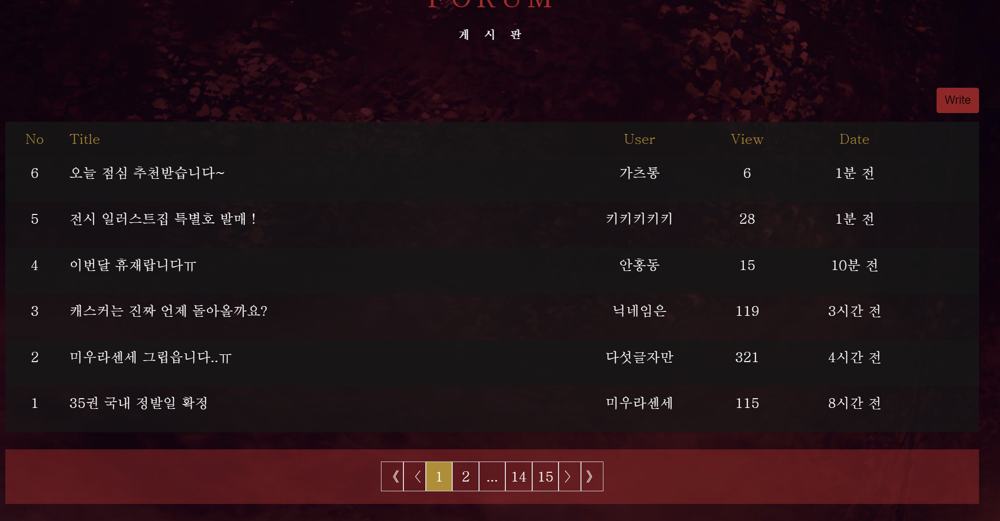 FORUM
게 시 판
Write
No Title User View Date
6 오늘 점심 추천받습니다~ 가츠통 6 1분 전
5 전시 일러스트집 특별호 발매 ! 키키키키키 28 1분 전
4 이번달 휴재랍니다ㅠ 안홍동 15 10분 전
3 캐스커는 진짜 언제 돌아올까요? 닉네임은 119 3시간 전
2 미우라센세 그립읍니다..ㅠ 다섯글자만 321 4시간 전
1 35권 국내 정발일 확정 미우라센세 115 8시간 전
《 〈 1 2 ... 14 15 〉 》